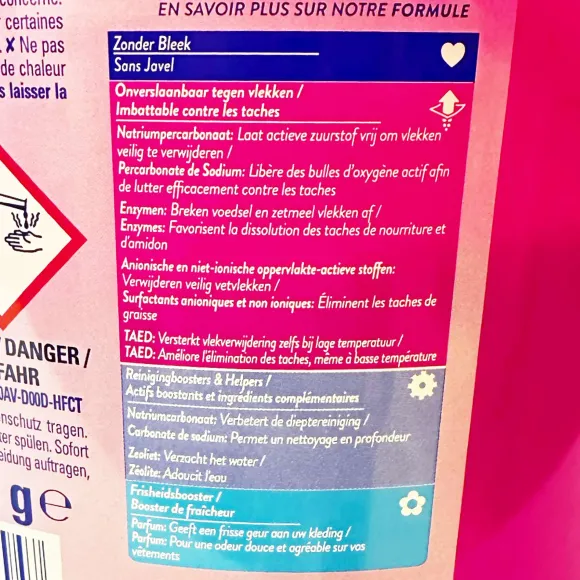 concerne.
certaines
✗ Ne pas
de chaleur
s laisser la
EN SAVOIR PLUS SUR NOTRE FORMULE
Zonder Bleek
Sans Javel
Onverslaanbaar tegen vlekken /
Imbattable contre les taches
Natriumpercarbonaat: Laat actieve zuurstof vrij om vlekken
veilig te verwijderen /
Percarbonate de Sodium: Libère des bulles d'oxygène actif afin
de lutter efficacement contre les taches
Enzymen: Breken voedsel en zetmeel vlekken af /
Enzymes: Favorisent la dissolution des taches de nourriture et
d'amidon
Anionische en niet-ionische oppervlakte-actieve stoffen:
Verwijderen veilig vetvlekken /
Surfactants anioniques et non ioniques: Éliminent les taches de
graisse
TAED: Versterkt vlekverwijdering zelfs bij lage temperatuur /
TAED: Améliore l'élimination des taches, même à basse température
Reinigingboosters & Helpers /
Actifs boostants et ingrédients complémentaires
Natriumcarbonaat: Verbetert de dieptereiniging /
Carbonate de sodium: Permet un nettoyage en profondeur
Zeoliet: Verzacht het water /
Zéolite: Adoucit l'eau
Frisheidsbooster /
Booster de fraîcheur
Parfum: Geeft een frisse geur aan uw kleding /
Parfum: Pour une odeur douce et agréable sur vos
vêtements
/ DANGER /
FAHR
0AV-D00D-HFCT
nschutz tragen.
er spülen. Sofort
eidung auftragen,
g e